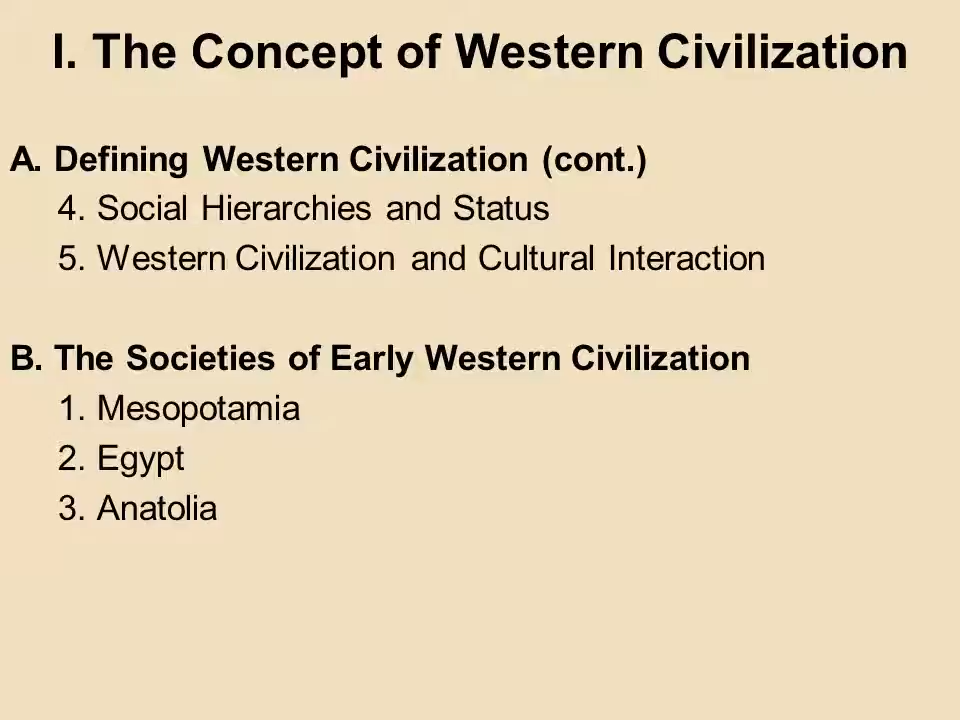 I. The Concept of Western Civilization
A. Defining Western Civilization (cont.)
4. Social Hierarchies and Status
5. Western Civilization and Cultural Interaction
B. The Societies of Early Western Civilization
1. Mesopotamia
2. Egypt
3. Anatolia